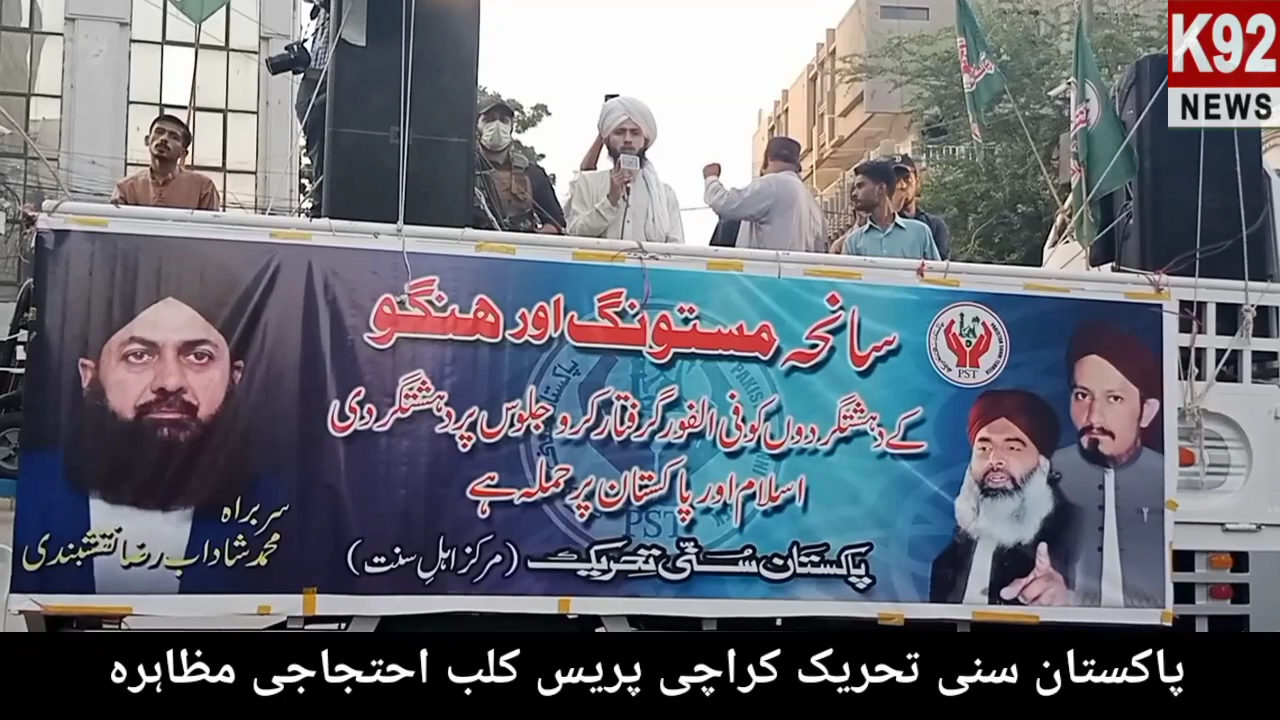 K92
NEWS
سانحہ مستونگ اور ھنگو
کے دہشتگردوں کو فی الفور گرفتار کرو جلوس پر دہشتگردی
اسلام اور پاکستان پر حملہ ہے
پاکستان سُنّی تحریک (مرکز اہلِ سنت)
سربراہ
محمد شاداب رضا نقشبندی
PST
PST
پاکستان سنی تحریک کراچی پریس کلب احتجاجی مظاہرہ